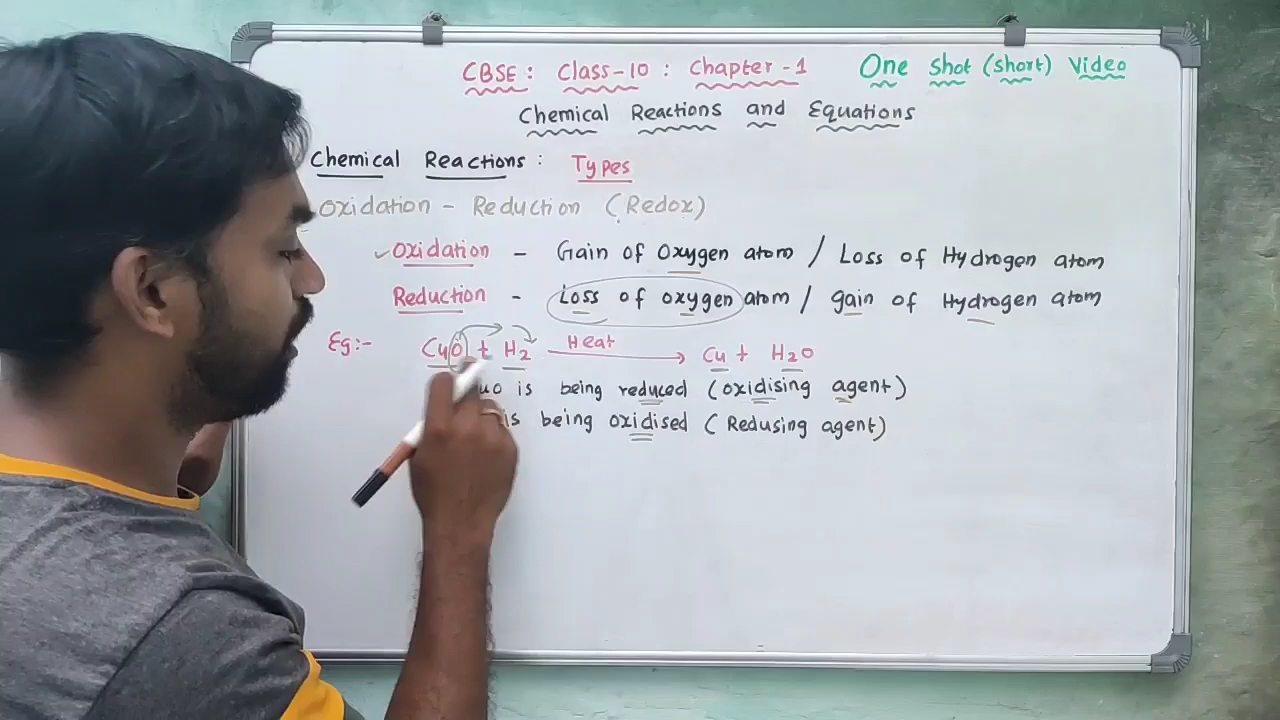 CBSE : Class-10 : Chapter-1 One Shot (short) Video
Chemical Reactions and Equations
Chemical Reactions : Types
Oxidation - Reduction (Redox)
Oxidation - Gain of Oxygen atom / Loss of Hydrogen atom
Reduction - Loss of oxygen atom / gain of Hydrogen atom
Eg:- CuO + H2 Heat → Cu + H2O
is being reduced (oxidising agent)
is being oxidised (Redusing agent)